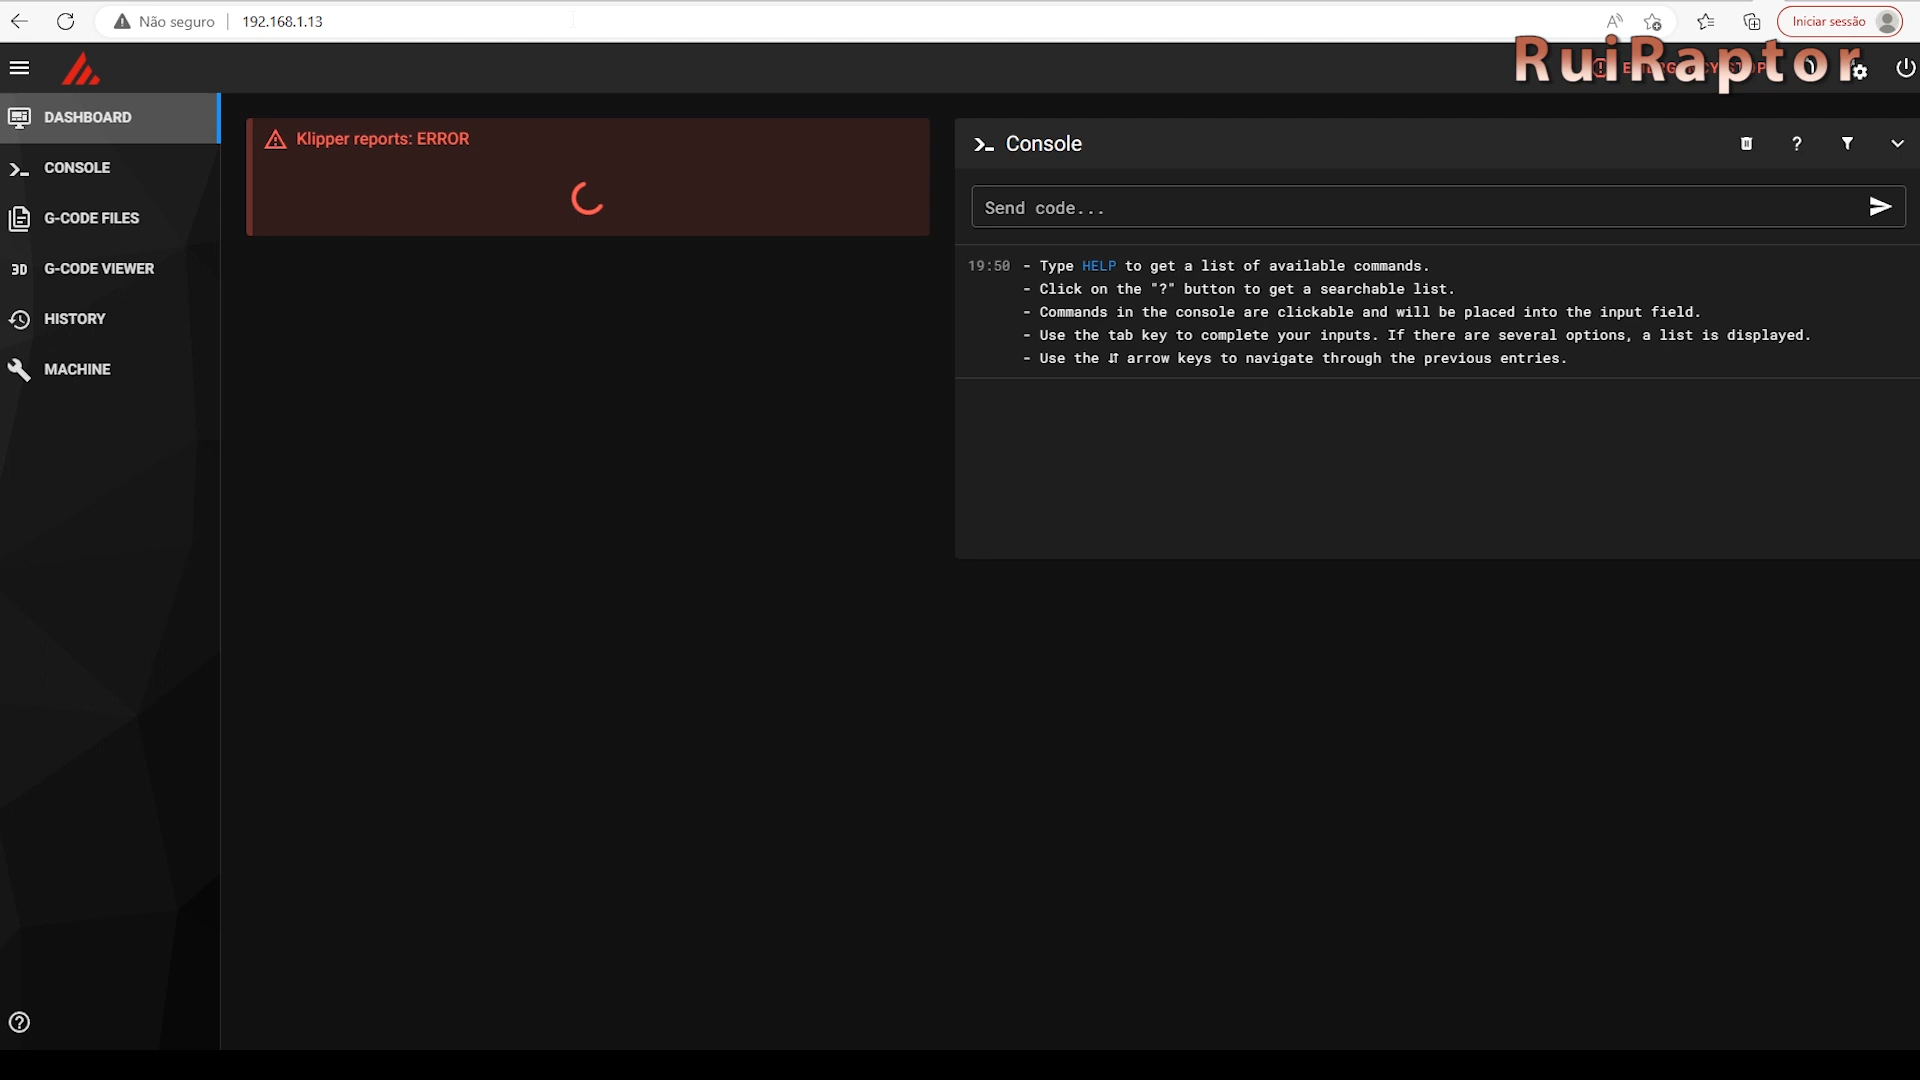 Não seguro | 192.168.1.13
Iniciar sessão
RuiRaptor
DASHBOARD
CONSOLE
G-CODE FILES
3D G-CODE VIEWER
HISTORY
MACHINE
Klipper reports: ERROR
Console
Send code...
19:50 - Type HELP to get a list of available commands.
- Click on the "?" button to get a searchable list.
- Commands in the console are clickable and will be placed into the input field.
- Use the tab key to complete your inputs. If there are several options, a list is displayed.
- Use the ⇵ arrow keys to navigate through the previous entries.